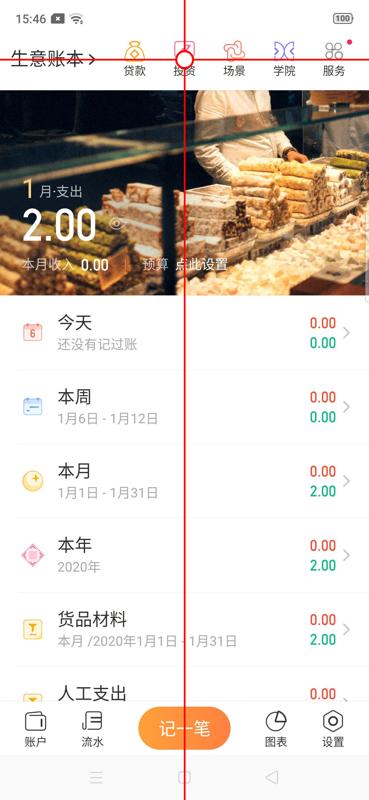 15:46
100
生意账本
贷款
投资
场景
学院
服务
1月·支出
2.00
本月收入 0.00 预算 点此设置
6
今天
还没有记过账
0.00
0.00
本周
1月6日 - 1月12日
0.00
0.00
本月
1月1日 - 1月31日
0.00
2.00
本年
2020年
0.00
2.00
货品材料
本月 /2020年1月1日 - 1月31日
0.00
2.00
人工支出
0.00
账户
流水
记一笔
图表
设置